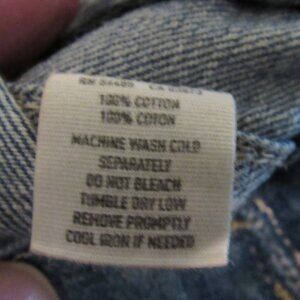 100% COTTON
100% COTON
MACHINE WASH COLD
SEPARATELY
DO NOT BLEACH
TUMBLE DRY LOW
REMOVE PROMPTLY
COOL IRON IF NEEDED